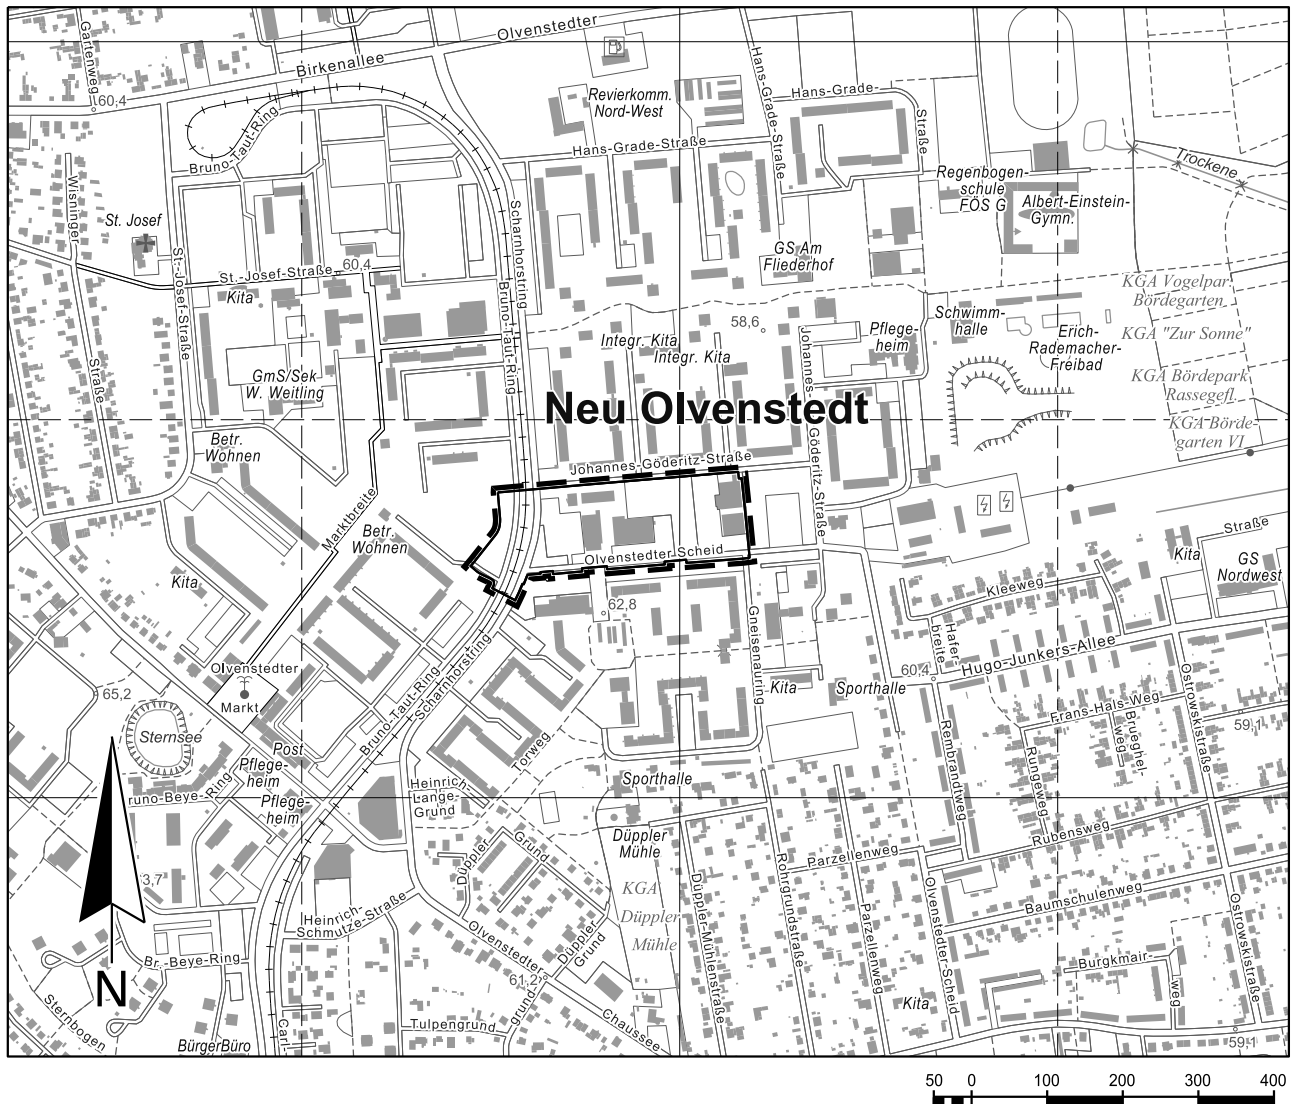 Olvenstedter
Birkenallee
Gartenweg
60,4
Hans-Grade-Straße
Hans-Grade-
Straße
Revierkomm.
Nord-West
Bruno-Taut-Ring
Hans-Grade-Straße
Trockene
Regenbogen-
schule
FÖS G
Albert-Einstein-
Gymn.
Wisninger
Straße
St. Josef
St.-Josef-Straße
Scharnhorstring
Bruno-Taut-Ring
GS Am
Fliederhof
St.-Josef-Straße
60,4
Kita
KGA Vogelpar.
Bördegarten
58,6
Johannes-
Göderitz-Straße
Pflege-
heim
Schwimm-
halle
Erich-
Rademacher-
Freibad
KGA "Zur Sonne"
Integr. Kita
Integr. Kita
GmS/Sek
W. Weitling
KGA Bördepark
Rassegefl.
Neu Olvenstedt
KGA Börde-
garten VI
Betr.
Wohnen
Johannes-Göderitz-Straße
Marktbreite
Betr.
Wohnen
Olvenstedter Scheid
Straße
Kita
GS
Nordwest
Kita
Kleeweg
62,8
Gneisenauring
Hafer-
breite
Hugo-Junkers-Allee
Olvenstedter
Markt
60,4
Kita
Sporthalle
Ostrowskistraße
65,2
Sternsee
Bruno-Taut-Ring
Scharnhorstring
Frans-Hals-Weg
Brueghel-
weg
59,1
Post
Pflege-
heim
Torweg
Rembrandtweg
Rungeweg
Sporthalle
runo-Beye-Ring
Pflege-
heim
Heinrich-
Lange-
Grund
Düppler
Mühle
Rubensweg
Parzellenweg
Düppler
Grund
3,7
KGA
Düppler
Mühle
Düppler-Mühlenstraße
Rohrgrundstraße
Parzellenweg
Olvenstedter-Scheid
Baumschulenweg
Ostrowskistraße
Heinrich-
Schmutze-Straße
Olvenstedter
Düppler
Grund
Br.-Beye-Ring
Burgkmair-
weg
61,2
grund
Chaussee
N
Sternbogen
Kita
Tulpengrund
Carl-
BürgerBüro
59,1
50 0 100 200 300 400